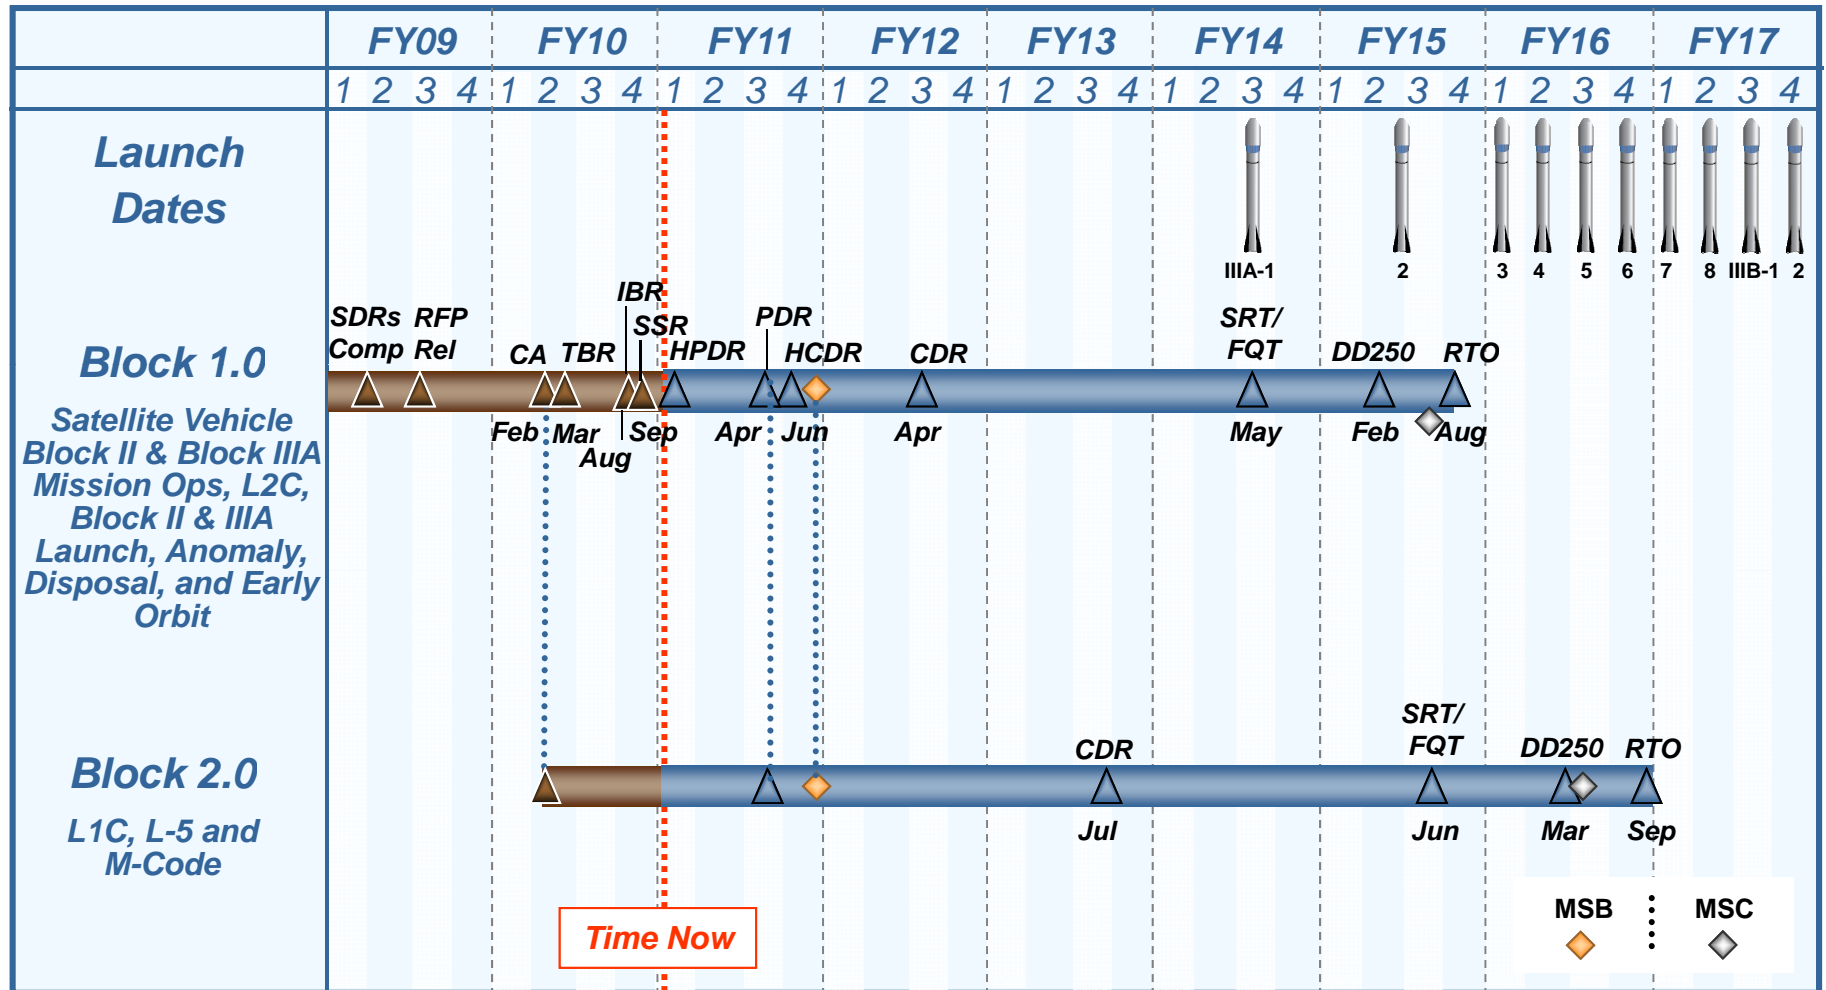 FY09 FY10 FY11 FY12 FY13 FY14 FY15 FY16 FY17
1 2 3 4 1 2 3 4 1 2 3 4 1 2 3 4 1 2 3 4 1 2 3 4 1 2 3 4 1 2 3 4 1 2 3 4
Launch
Dates
IIIA-1 2 3 4 5 6 7 8 IIIB-1 2
IBR
SDRs RFP SSR PDR SRT/
Comp Rel CA TBR HPDR HCDR CDR FQT DD250 RTO
Block 1.0
Feb Mar Sep Apr Jun Apr May Feb Aug
Aug
Satellite Vehicle
Block II & Block IIIA
Mission Ops, L2C,
Block II & IIIA
Launch, Anomaly,
Disposal, and Early
Orbit
SRT/
CDR FQT DD250 RTO
Block 2.0
Jul Jun Mar Sep
L1C, L-5 and
M-Code
MSB MSC
Time Now